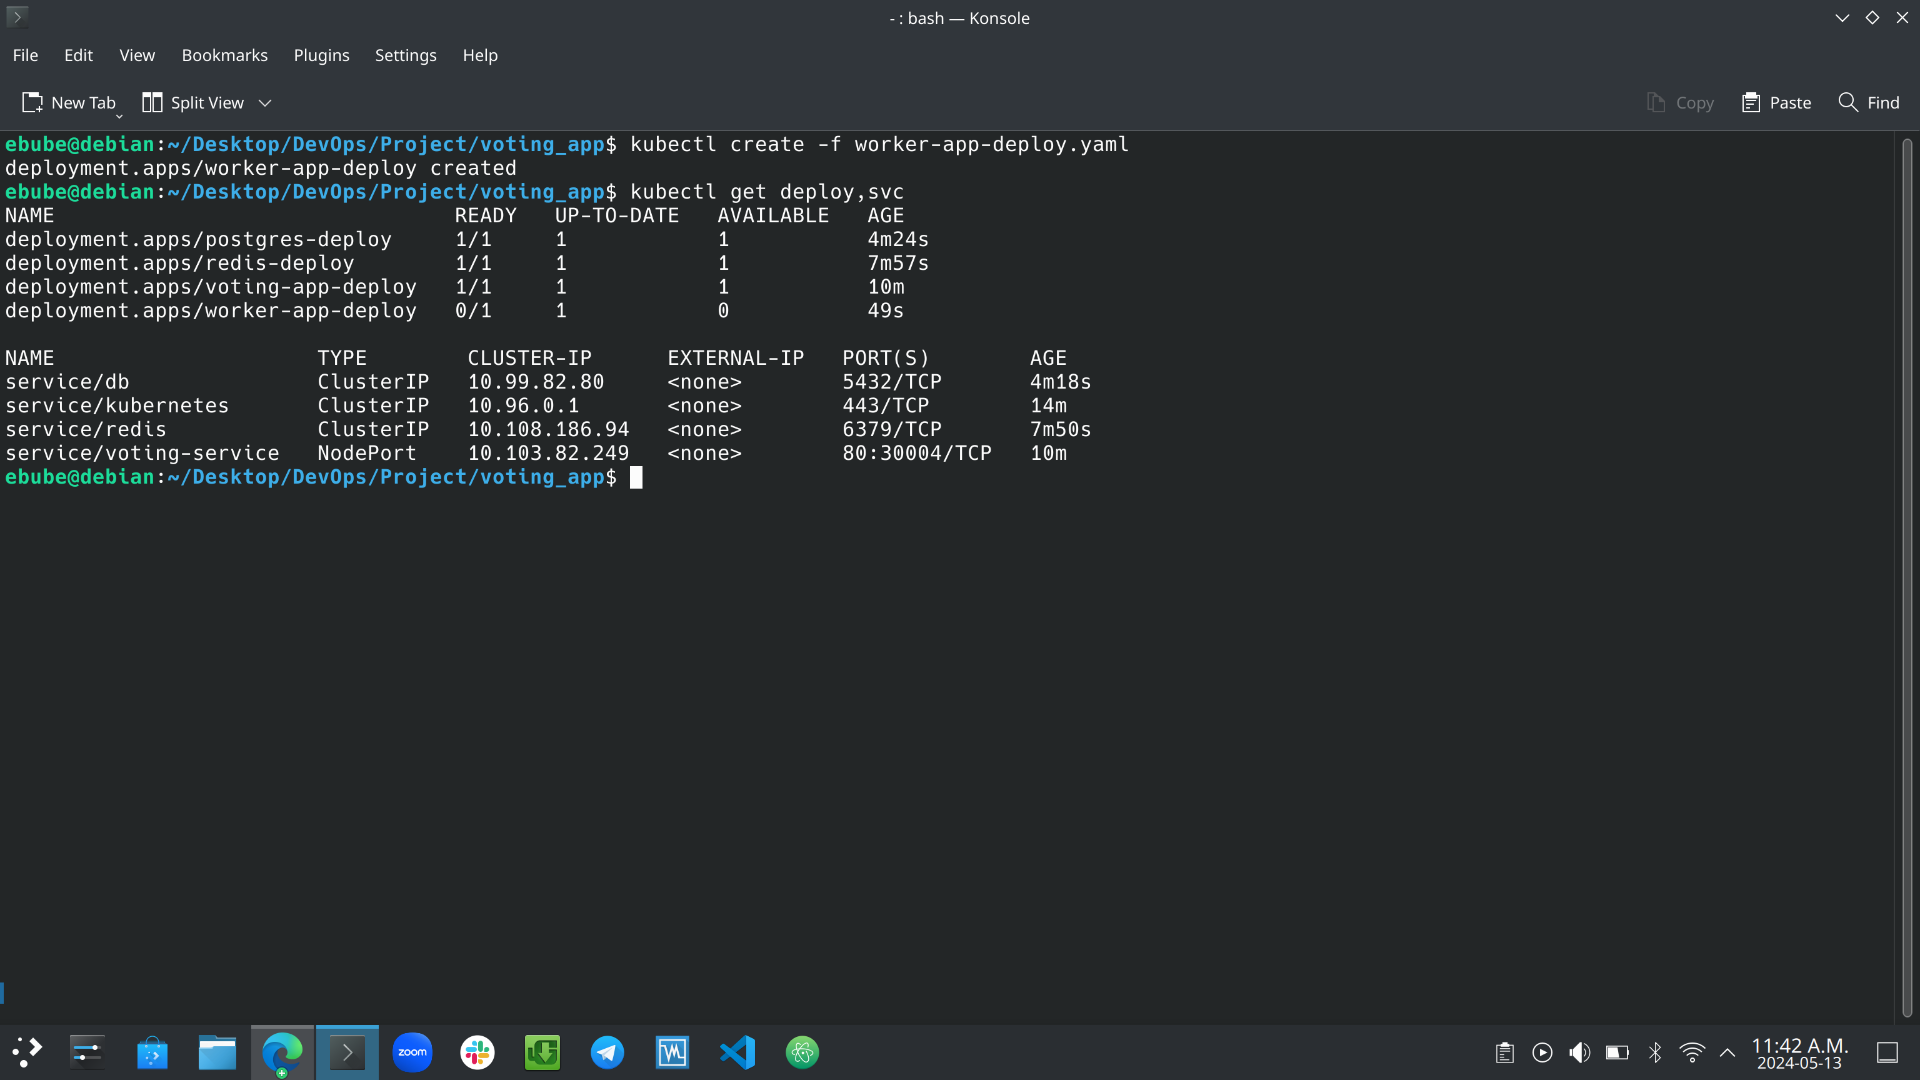 - : bash — Konsole
File Edit View Bookmarks Plugins Settings Help
New Tab Split View Copy Paste Find
ebube@debian:~/Desktop/DevOps/Project/voting_app$ kubectl create -f worker-app-deploy.yaml
deployment.apps/worker-app-deploy created
ebube@debian:~/Desktop/DevOps/Project/voting_app$ kubectl get deploy,svc
NAME READY UP-TO-DATE AVAILABLE AGE
deployment.apps/postgres-deploy 1/1 1 1 4m24s
deployment.apps/redis-deploy 1/1 1 1 7m57s
deployment.apps/voting-app-deploy 1/1 1 1 10m
deployment.apps/worker-app-deploy 0/1 1 0 49s
NAME TYPE CLUSTER-IP EXTERNAL-IP PORT(S) AGE
service/db ClusterIP 10.99.82.80 <none> 5432/TCP 4m18s
service/kubernetes ClusterIP 10.96.0.1 <none> 443/TCP 14m
service/redis ClusterIP 10.108.186.94 <none> 6379/TCP 7m50s
service/voting-service NodePort 10.103.82.249 <none> 80:30004/TCP 10m
ebube@debian:~/Desktop/DevOps/Project/voting_app$
zoom
11:42 A.M.
2024-05-13